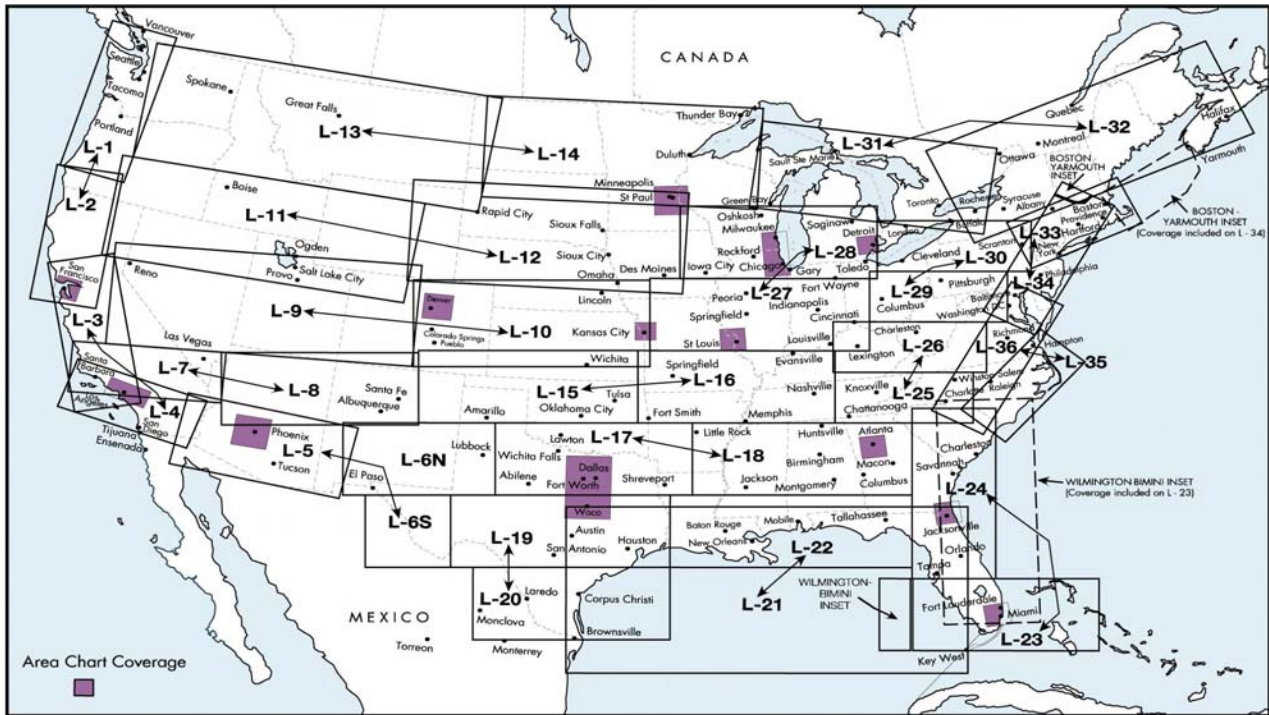 Vancouver
Seattle
Tacoma
Portland
L-1
L-2
Spokane
Great Falls
L-13
L-14
CANADA
Thunder Bay
Duluth
Sault Ste Marie
L-31
L-32
Quebec
Montreal
Ottawa
Halifax
Yarmouth
BOSTON
YARMOUTH
INSET
BOSTON -
YARMOUTH INSET
(Coverage included on L - 34)
Boise
L-11
L-12
Rapid City
Minneapolis
St Paul
Sioux Falls
Sioux City
Omaha
Des Moines
Green Bay
Oshkosh
Milwaukee
Rockford
Chicago
Iowa City
Gary
Saginaw
Detroit
Toledo
L-28
London
Toronto
Rochester
Buffalo
Syracuse
Albany
Boston
Providence
Hartford
Scranton
New
York
L-33
L-34
Philadelphia
Cleveland
L-30
L-29
Pittsburgh
Columbus
Washington DC
Ogden
Salt Lake City
Provo
Reno
San
Francisco
L-3
L-9
L-10
Denver
Colorado Springs
Pueblo
Lincoln
Kansas City
Peoria
Springfield
St Louis
L-27
Fort Wayne
Indianapolis
Cincinnati
Louisville
Evansville
Charleston
Lexington
L-26
L-25
Richmond
Hampton
L-36
L-35
Winston Salem
Charlotte
Raleigh
Las Vegas
L-7
L-8
Santa
Barbara
Los
Angeles
L-4
San
Diego
Tijuana
Ensenada
Santa Fe
Albuquerque
Wichita
L-15
L-16
Tulsa
Oklahoma City
Amarillo
Springfield
Fort Smith
Nashville
Memphis
Knoxville
Chattanooga
Phoenix
L-5
Tucson
El Paso
L-6N
L-6S
Lubbock
Lawton
L-17
L-18
Wichita Falls
Abilene
Dallas
Fort Worth
Waco
Shreveport
Little Rock
Huntsville
Birmingham
Jackson
Montgomery
Atlanta
Macon
Columbus
Charleston
Savannah
L-24
Jacksonville
WILMINGTON-BIMINI INSET
(Coverage included on L - 23)
L-19
Austin
San Antonio
Houston
Baton Rouge
New Orleans
Mobile
Tallahassee
L-22
L-21
Orlando
Tampa
WILMINGTON-
BIMINI
INSET
Fort Lauderdale
Miami
L-23
Key West
L-20
Laredo
Monclova
Corpus Christi
Brownsville
Monterrey
MEXICO
Torreon
Area Chart Coverage